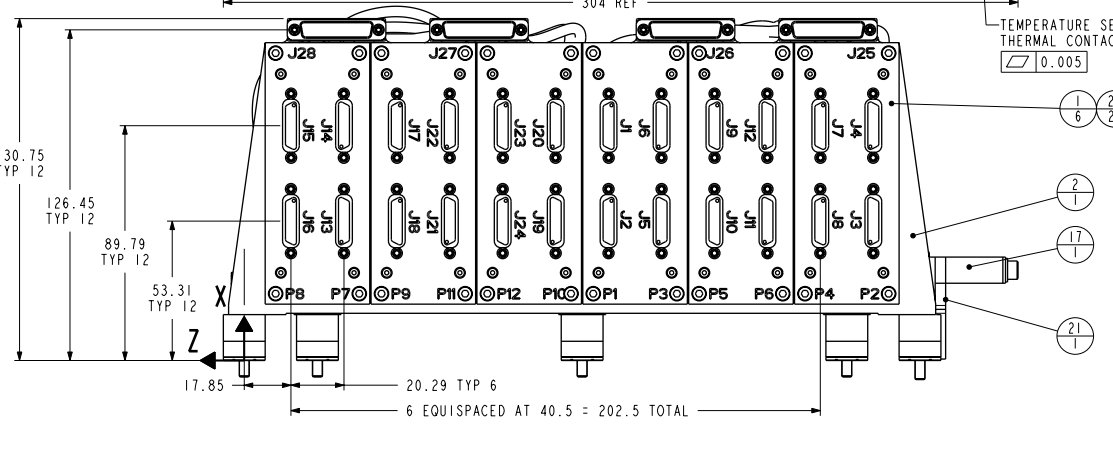 304 REF
TEMPERATURE SE
THERMAL CONTAC
0.005
J28 J27 J26 J25
1
6
2
2
30.75
TYP 12
126.45
TYP 12
89.79
TYP 12
53.31
TYP 12
J15 J14 J17 J22 J23 J20 J1 J6 J9 J12 J7 J4
J16 J13 J18 J21 J24 J19 J2 J5 J10 J11 J8 J3
2
1
17
1
21
1
P8 P7 P9 P11 P12 P10 P1 P3 P5 P6 P4 P2
X
Z
17.85
20.29 TYP 6
6 EQUISPACED AT 40.5 = 202.5 TOTAL